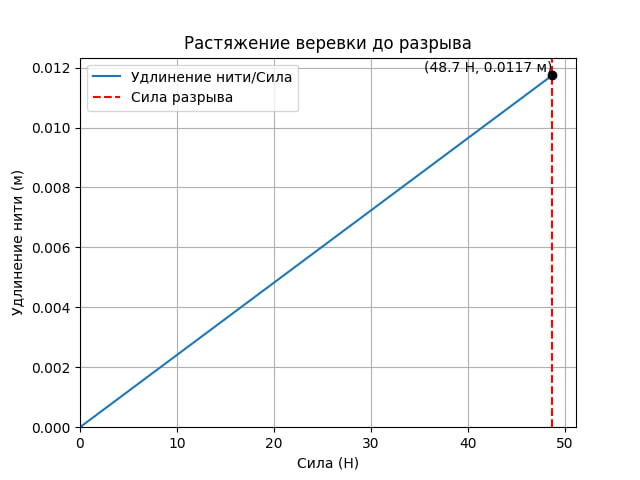 Растяжение веревки до разрыва
(48.7 Н, 0.0117 м)
Удлинение нити/Сила
Сила разрыва
0.012
0.010
0.008
0.006
0.004
0.002
0.000
Удлинение нити (м)
0 10 20 30 40 50
Сила (Н)